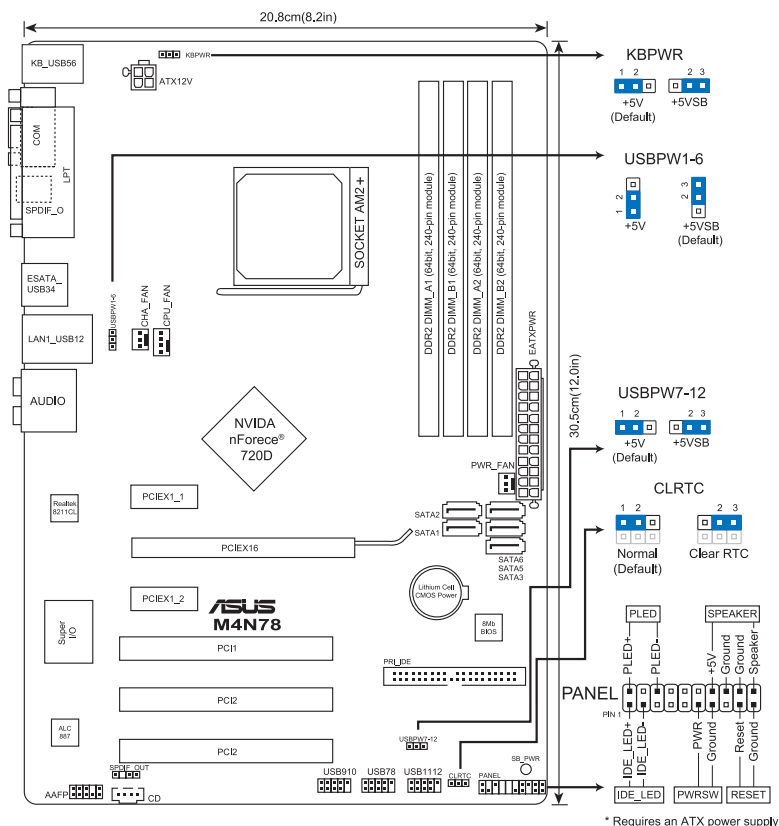 20.8cm(8.2in)
KB_USB56
KBPWR
ATX12V
KBPWR
1 2
2 3
+5V
(Default)
+5VSB
COM
LPT
SPDIF_O
SOCKET AM2+
DDR2 DIMM_A1 (64bit, 240-pin module)
DDR2 DIMM_B1 (64bit, 240-pin module)
DDR2 DIMM_A2 (64bit, 240-pin module)
DDR2 DIMM_B2 (64bit, 240-pin module)
USBPW1-6
1 2
2 3
+5V
+5VSB
(Default)
ESATA_
USB34
USBPW1-6
CHA_FAN
CPU_FAN
LAN1_USB12
EATXPWR
30.5cm(12.0in)
AUDIO
NVIDA
nForece®
720D
USBPW7-12
1 2
2 3
+5V
(Default)
+5VSB
PWR_FAN
Realtek
8211CL
PCIEX1_1
SATA2
SATA1
SATA6
SATA5
SATA3
CLRTC
1 2
2 3
Normal
(Default)
Clear RTC
PCIEX16
PCIEX1_2
Lithium Cell
CMOS Power
Super
I/O
ASUS
M4N78
8Mb
BIOS
PCI1
PRI_IDE
PCI2
ALC
887
PCI2
USBPW7-12
SPDIF_OUT
AAFP
CD
USB910
USB78
USB1112
CLRTC
PANEL
SB_PWR
PLED
SPEAKER
PLED+
PLED-
+5V
Ground
Ground
Speaker
PANEL
PIN 1
IDE_LED+
IDE_LED-
PWR
Ground
Reset
Ground
IDE_LED
PWRSW
RESET
* Requires an ATX power supply